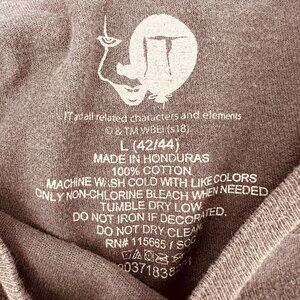 IT
IT and all related characters and elements
© & TM WBEI (s18).
L (42/44)
MADE IN HONDURAS
100% COTTON
MACHINE WASH COLD WITH LIKE COLORS
ONLY NON-CHLORINE BLEACH WHEN NEEDED
TUMBLE DRY LOW
DO NOT IRON IF DECORATED.
DO NOT DRY CLEAN
RN# 115665 /